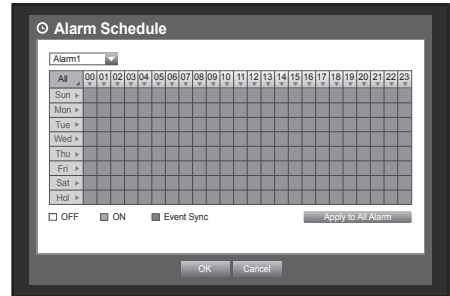 Alarm Schedule
Alarm1
All 00 01 02 03 04 05 06 07 08 09 10 11 12 13 14 15 16 17 18 19 20 21 22 23
Sun
Mon
Tue
Wed
Thu
Fri
Sat
Hol
OFF ON Event Sync Apply to All Alarm
OK Cancel